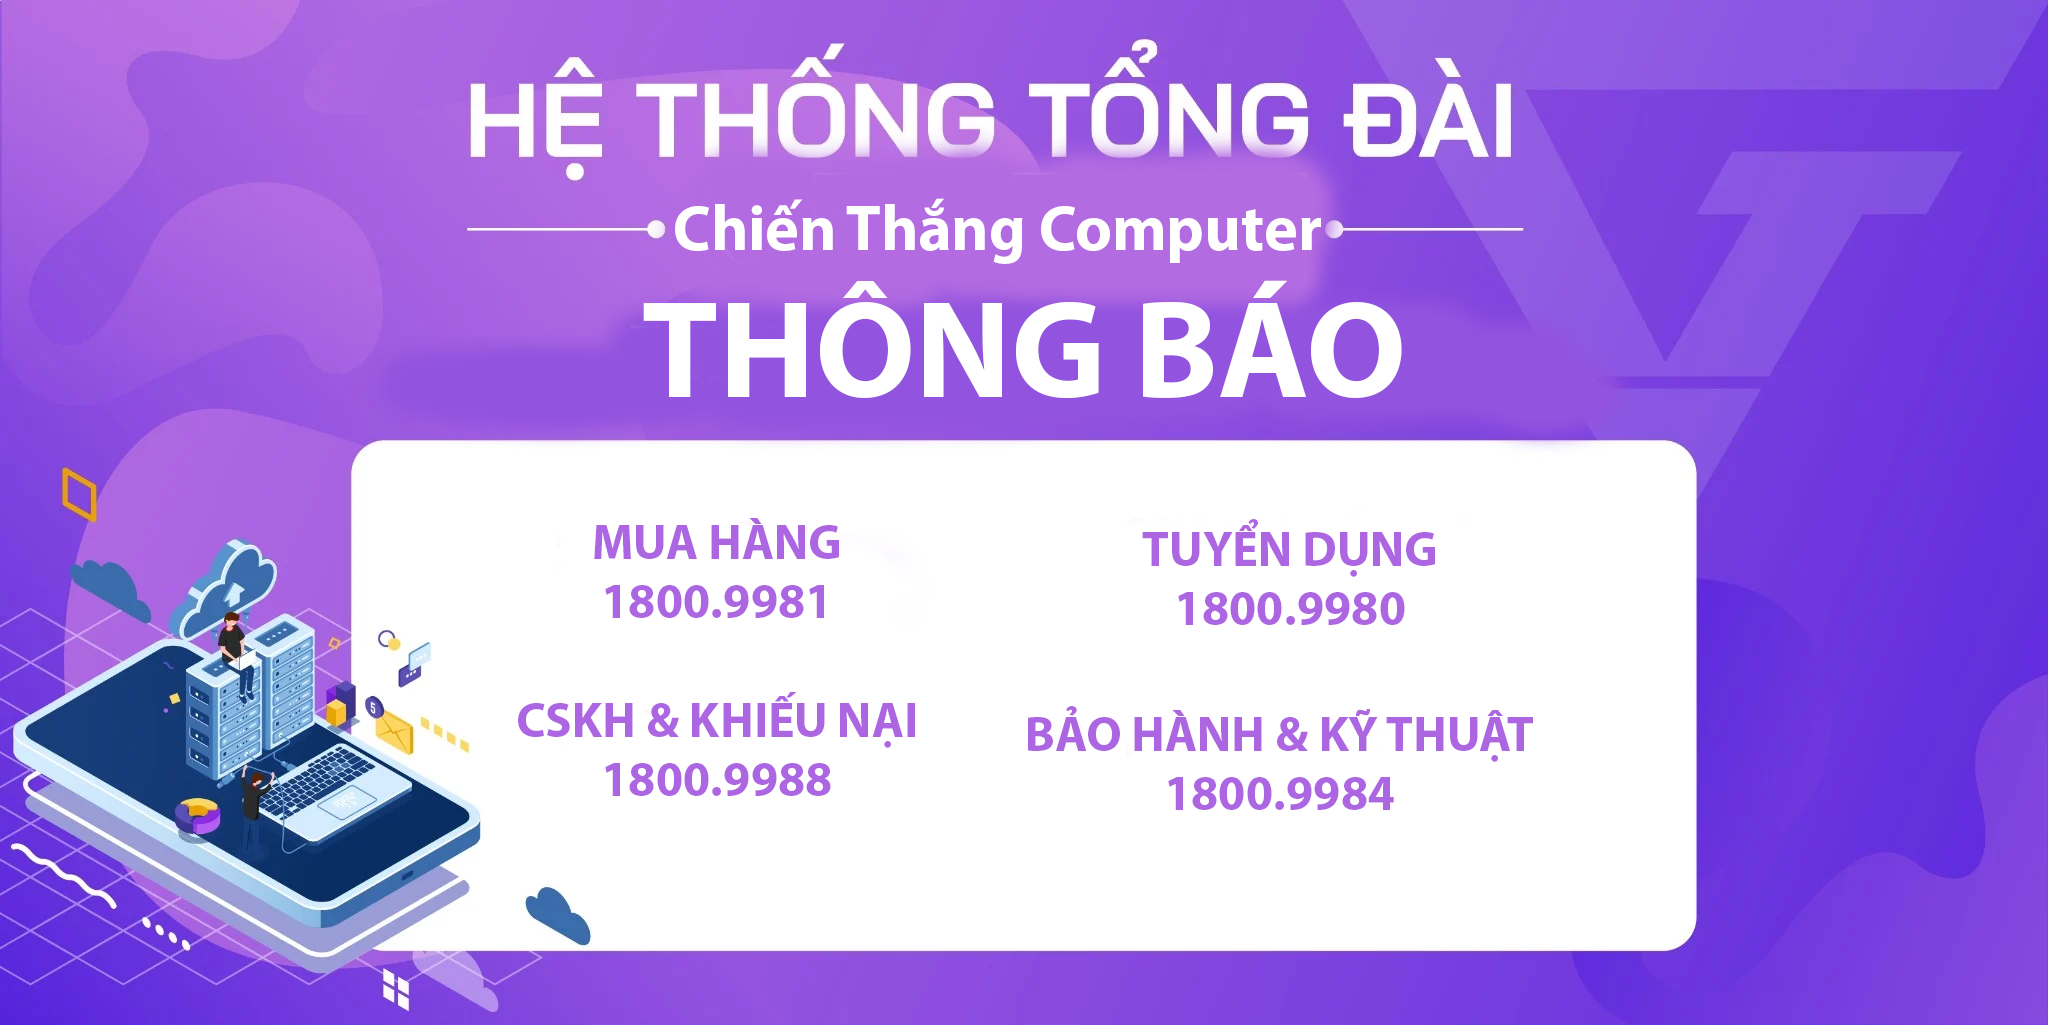 HỆ THỐNG TỔNG ĐÀI
Chiến Thắng Computer
THÔNG BÁO
MUA HÀNG
1800.9981
TUYỂN DỤNG
1800.9980
CSKH & KHIẾU NẠI
1800.9988
BẢO HÀNH & KỸ THUẬT
1800.9984